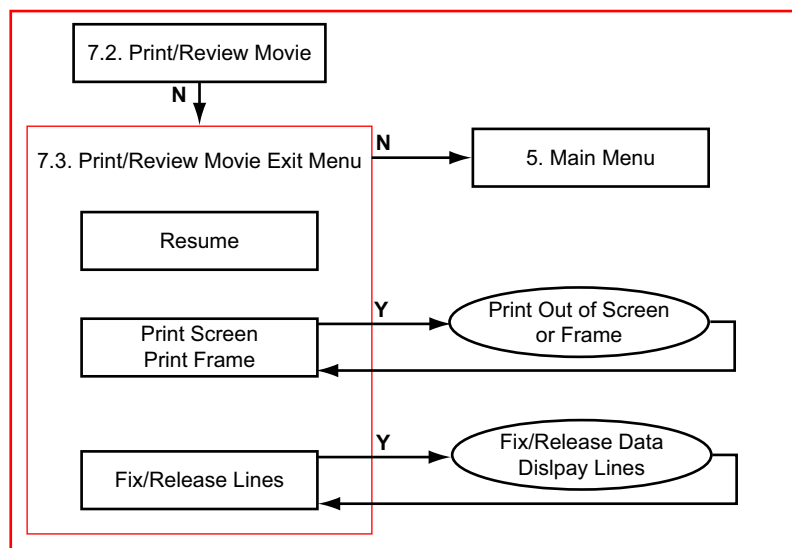 7.2. Print/Review Movie
N
7.3. Print/Review Movie Exit Menu
N
5. Main Menu
Resume
Y
Print Screen
Print Frame
Print Out of Screen
or Frame
Y
Fix/Release Lines
Fix/Release Data
Dislpay Lines